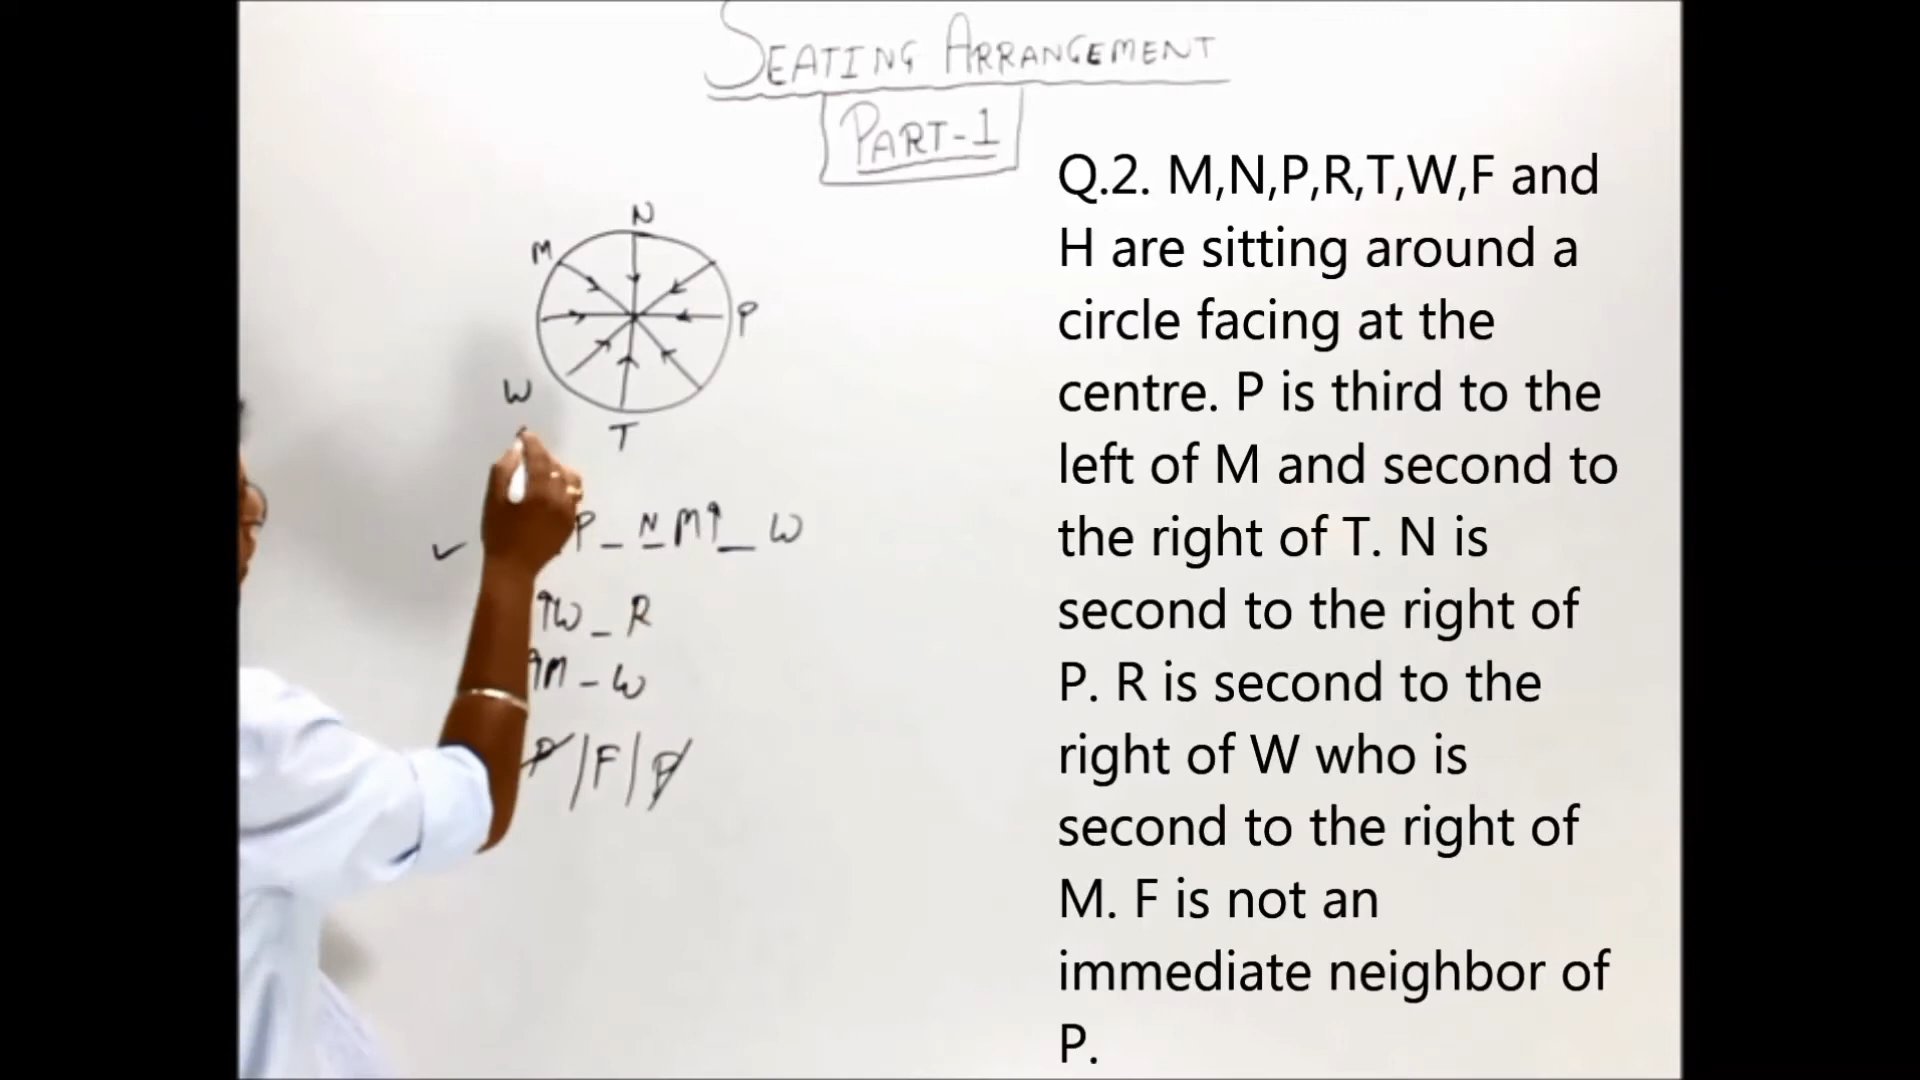 SEATING ARRANGEMENT
PART-1
Q.2. M,N,P,R,T,W,F and
H are sitting around a
circle facing at the
centre. P is third to the
left of M and second to
the right of T. N is
second to the right of
P. R is second to the
right of W who is
second to the right of
M. F is not an
immediate neighbor of
P.
N
M
P
W
T
P _ N M↑ _ W
↑W _ R
↑M - W
P / F / P